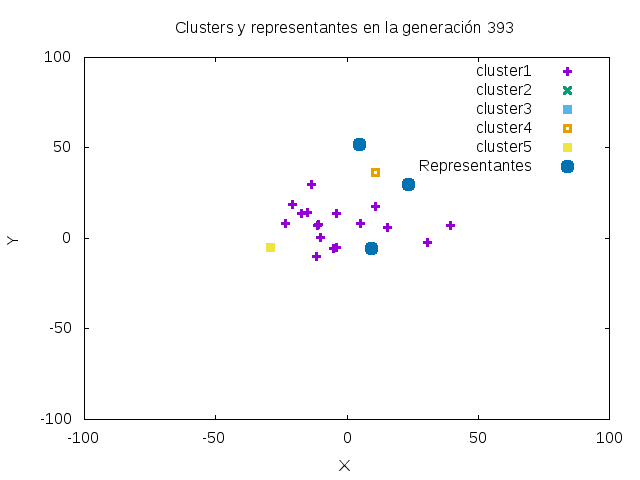 Clusters y representantes en la generación 393
100
50
0
-50
-100
-100
-50
0
50
100
X
Y
cluster1
cluster2
cluster3
cluster4
cluster5
Representantes